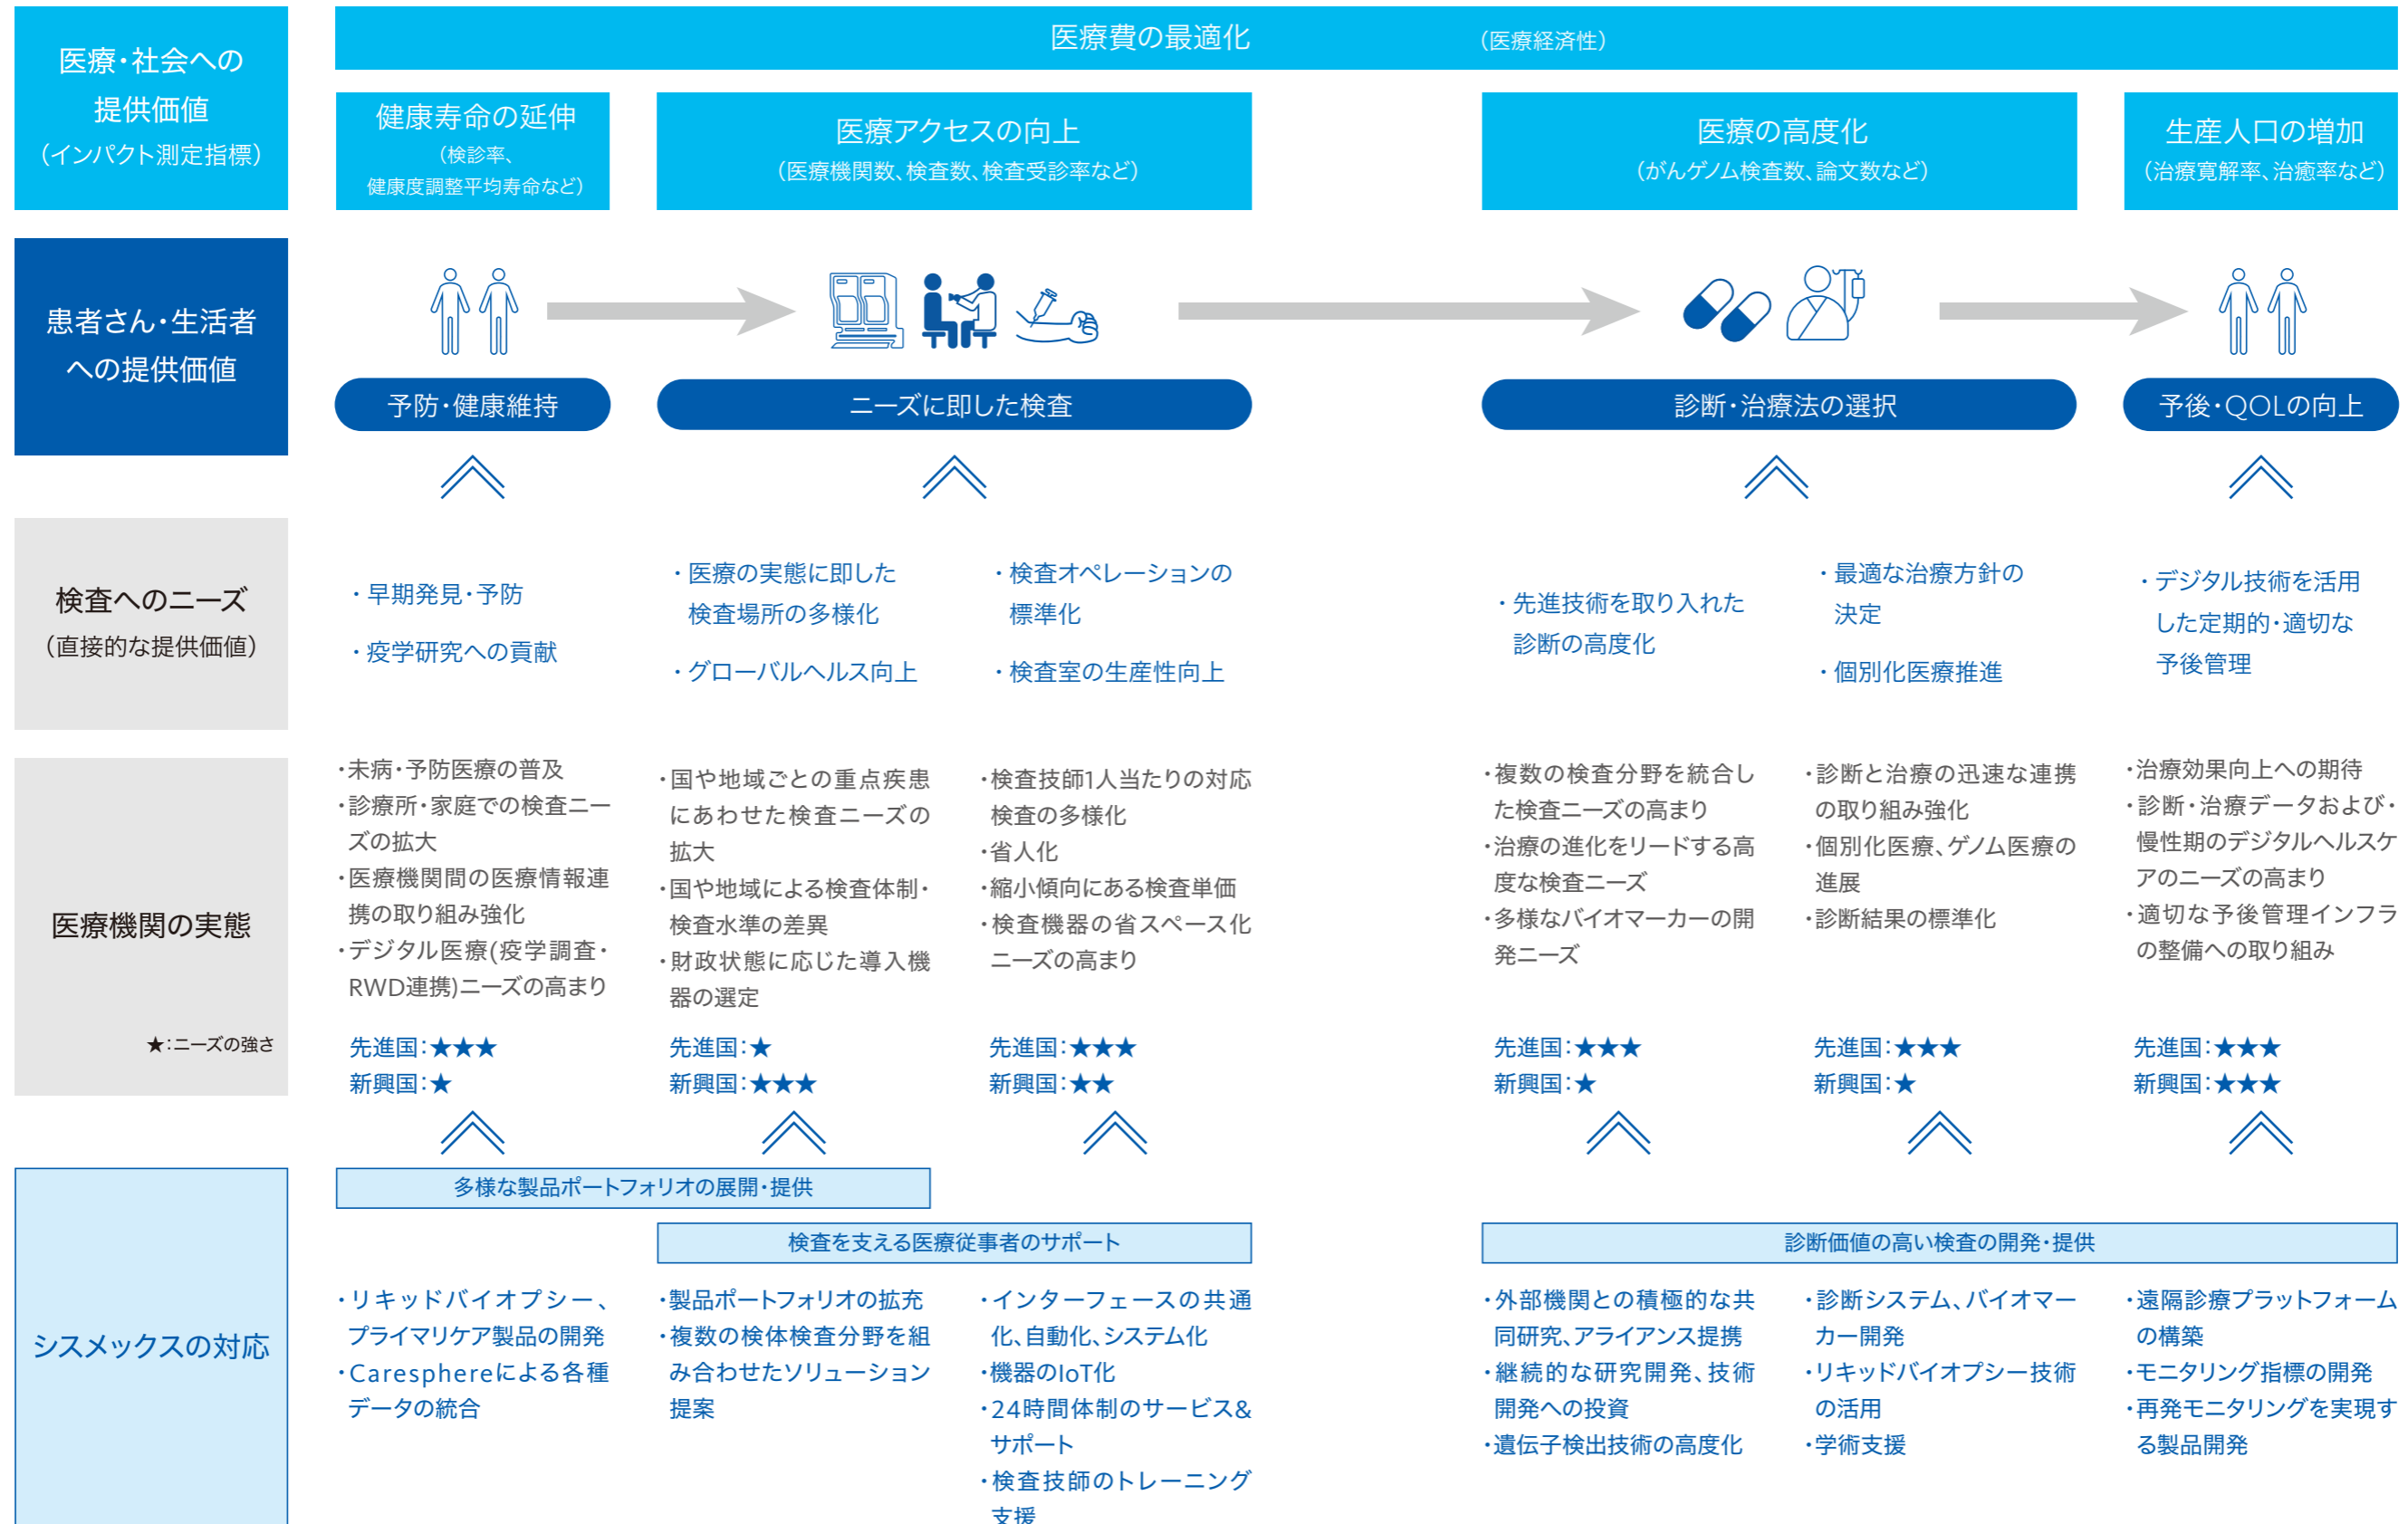 医療・社会への
提供価値
（インパクト測定指標）
医療費の最適化 （医療経済性）
健康寿命の延伸
（検診率、
健康度調整平均寿命など）
医療アクセスの向上
（医療機関数、検査数、検査受診率など）
医療の高度化
（がんゲノム検査数、論文数など）
生産人口の増加
（治療寛解率、治癒率など）
患者さん・生活者
への提供価値
予防・健康維持
ニーズに即した検査
診断・治療法の選択
予後・QOLの向上
検査へのニーズ
（直接的な提供価値）
・早期発見・予防
・疫学研究への貢献
・医療の実態に即した
検査場所の多様化
・グローバルヘルス向上
・検査オペレーションの
標準化
・検査室の生産性向上
・先進技術を取り入れた
診断の高度化
・最適な治療方針の
決定
・個別化医療推進
・デジタル技術を活用
した定期的・適切な
予後管理
医療機関の実態
★：ニーズの強さ
・未病・予防医療の普及
・診療所・家庭での検査ニー
ズの拡大
・医療機関間の医療情報連
携の取り組み強化
・デジタル医療(疫学調査・
RWD連携)ニーズの高まり
先進国：★★★
新興国：★
・国や地域ごとの重点疾患
にあわせた検査ニーズの
拡大
・国や地域による検査体制・
検査水準の差異
・財政状態に応じた導入機
器の選定
先進国：★
新興国：★★★
・検査技師1人当たりの対応
検査の多様化
・省人化
・縮小傾向にある検査単価
・検査機器の省スペース化
ニーズの高まり
先進国：★★★
新興国：★★
・複数の検査分野を統合し
た検査ニーズの高まり
・治療の進化をリードする高
度な検査ニーズ
・多様なバイオマーカーの開
発ニーズ
先進国：★★★
新興国：★
・診断と治療の迅速な連携
の取り組み強化
・個別化医療、ゲノム医療の
進展
・診断結果の標準化
先進国：★★★
新興国：★
・治療効果向上への期待
・診断・治療データおよび・
慢性期のデジタルヘルスケ
アのニーズの高まり
・適切な予後管理インフラ
の整備への取り組み
先進国：★★★
新興国：★★★
シスメックスの対応
多様な製品ポートフォリオの展開・提供
検査を支える医療従事者のサポート
診断価値の高い検査の開発・提供
・リキッドバイオプシー、
プライマリケア製品の開発
・Caresphereによる各種
データの統合
・製品ポートフォリオの拡充
・複数の検体検査分野を組
み合わせたソリューション
提案
・インターフェースの共通
化、自動化、システム化
・機器のIoT化
・24時間体制のサービス&
サポート
・検査技師のトレーニング
支援
・外部機関との積極的な共
同研究、アライアンス提携
・継続的な研究開発、技術
開発への投資
・遺伝子検出技術の高度化
・診断システム、バイオマー
カー開発
・リキッドバイオプシー技術
の活用
・学術支援
・遠隔診療プラットフォーム
の構築
・モニタリング指標の開発
・再発モニタリングを実現す
る製品開発